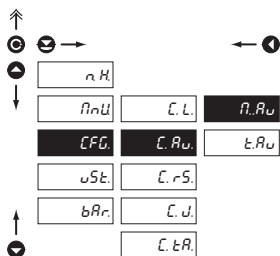 n. H.
MnU. C. L. M..Au
CFG. C. Au. t.Au
uSt. C. rS.
bAr.
C. tA.